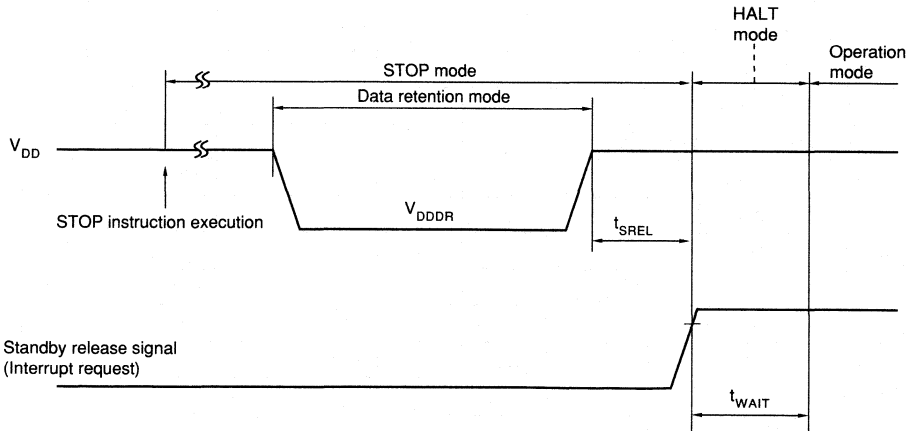 HALT
mode
Operation
mode
STOP mode
Data retention mode
V_DD
STOP instruction execution
V_DDDR
t_SREL
Standby release signal
(Interrupt request)
t_WAIT